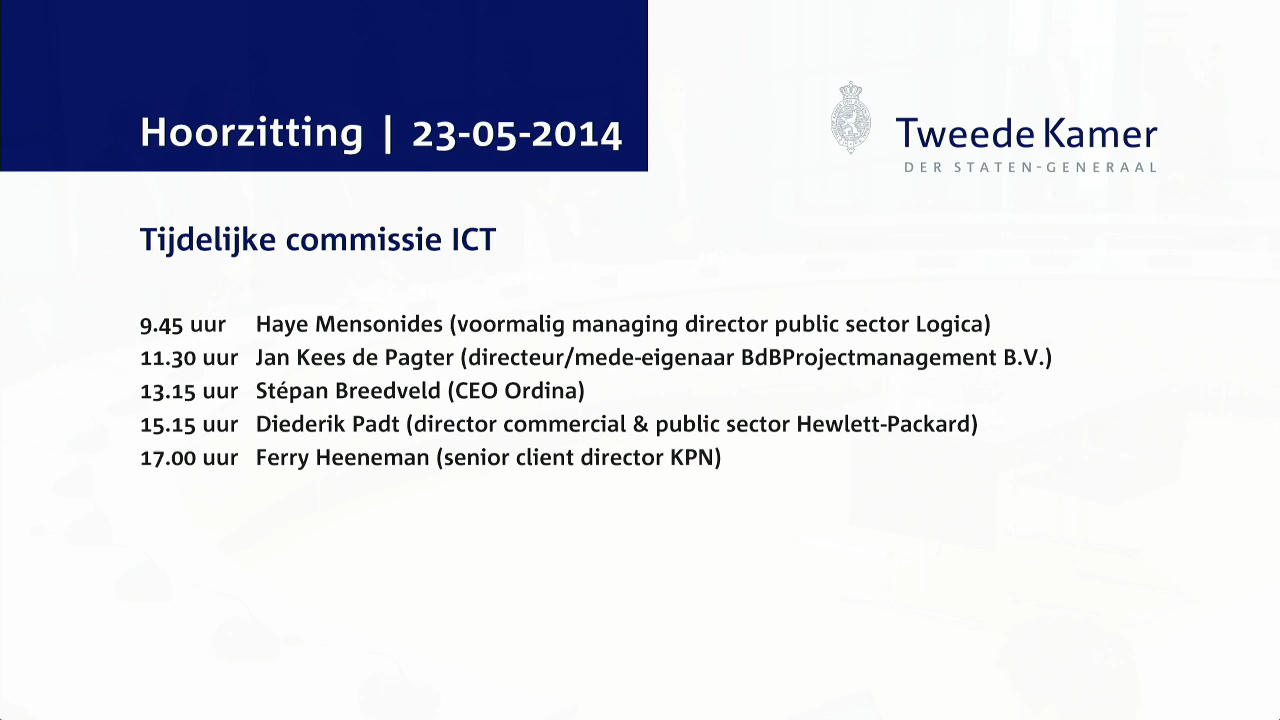 Hoorzitting | 23-05-2014
Tweede Kamer
DER STATEN-GENERAAL
Tijdelijke commissie ICT
9.45 uur Haye Mensonides (voormalig managing director public sector Logica)
11.30 uur Jan Kees de Pagter (directeur/mede-eigenaar BdBProjectmanagement B.V.)
13.15 uur Stépan Breedveld (CEO Ordina)
15.15 uur Diederik Padt (director commercial & public sector Hewlett-Packard)
17.00 uur Ferry Heeneman (senior client director KPN)